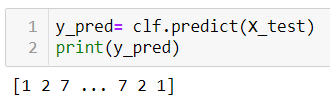 1 y_pred= clf.predict(X_test)
2 print(y_pred)
[1 2 7 ... 7 2 1]